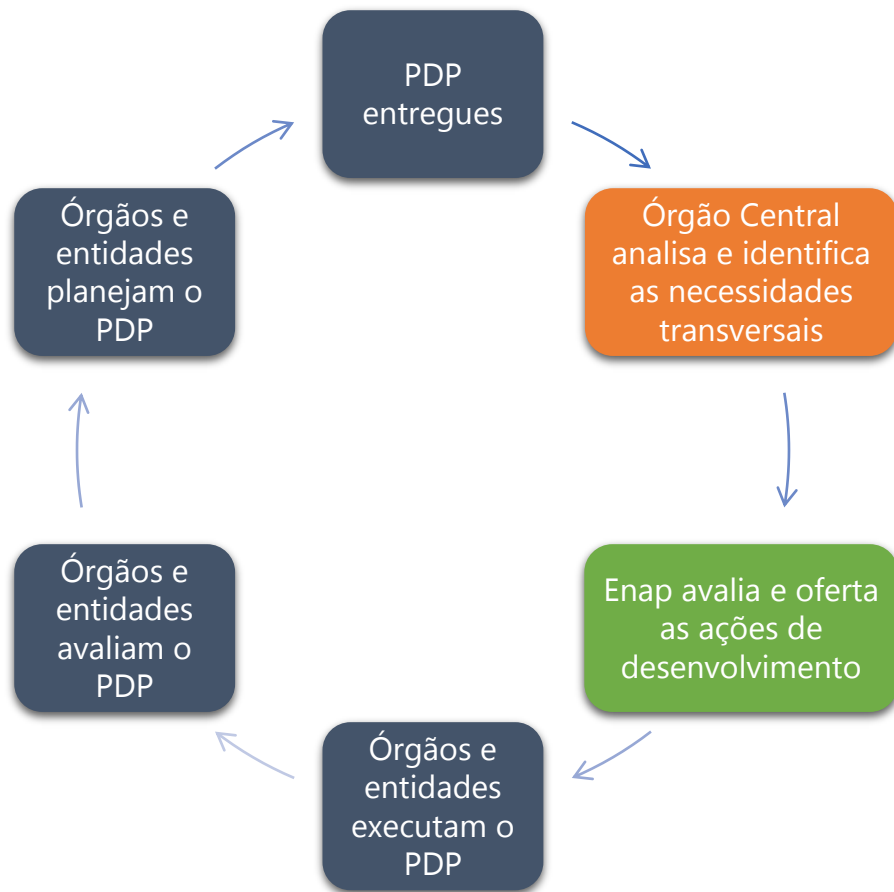 PDP
entregues
Órgão Central
analisa e identifica
as necessidades
transversais
Enap avalia e oferta
as ações de
desenvolvimento
Órgãos e
entidades
executam o
PDP
Órgãos e
entidades
avaliam o
PDP
Órgãos e
entidades
planejam o
PDP